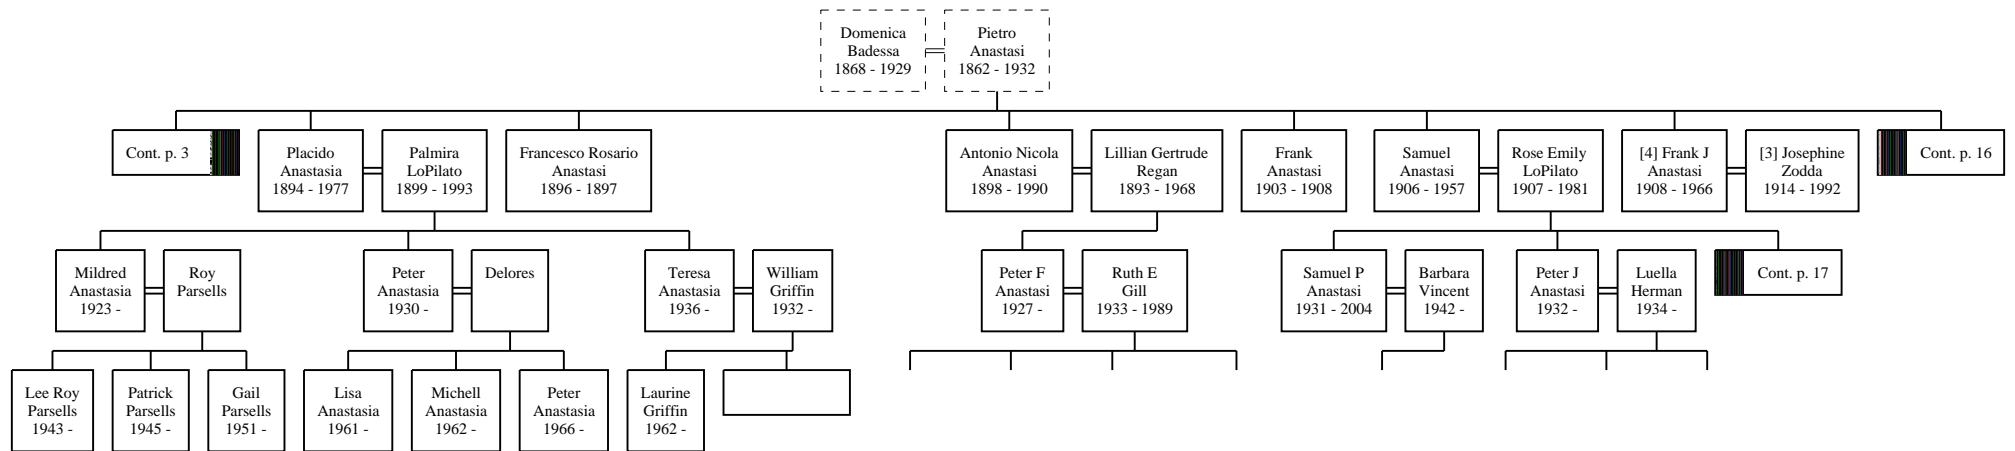 Domenica
Badessa
1868 - 1929
Pietro
Anastasi
1862 - 1932
Cont. p. 3
Placido
Anastasia
1894 - 1977
Palmira
LoPilato
1899 - 1993
Francesco Rosario
Anastasi
1896 - 1897
Antonio Nicola
Anastasi
1898 - 1990
Lillian Gertrude
Regan
1893 - 1968
Frank
Anastasi
1903 - 1908
Samuel
Anastasi
1906 - 1957
Rose Emily
LoPilato
1907 - 1981
[4] Frank J
Anastasi
1908 - 1966
[3] Josephine
Zodda
1914 - 1992
Cont. p. 16
Mildred
Anastasia
1923 -
Roy
Parsells
Peter
Anastasia
1930 -
Delores
Teresa
Anastasia
1936 -
William
Griffin
1932 -
Peter F
Anastasi
1927 -
Ruth E
Gill
1933 - 1989
Samuel P
Anastasi
1931 - 2004
Barbara
Vincent
1942 -
Peter J
Anastasi
1932 -
Luella
Herman
1934 -
Cont. p. 17
Lee Roy
Parsells
1943 -
Patrick
Parsells
1945 -
Gail
Parsells
1951 -
Lisa
Anastasia
1961 -
Michell
Anastasia
1962 -
Peter
Anastasia
1966 -
Laurine
Griffin
1962 -